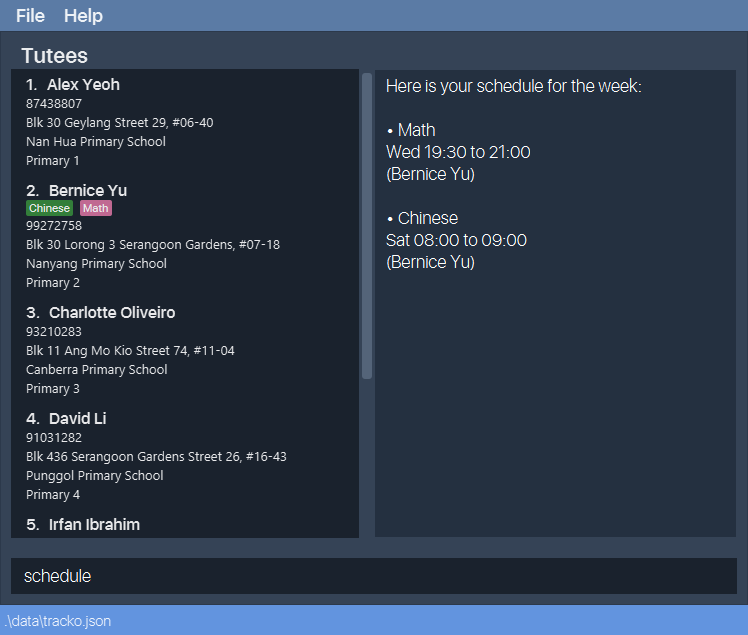 File Help
Tutees
1. Alex Yeoh
87438807
Blk 30 Geylang Street 29, #06-40
Nan Hua Primary School
Primary 1
2. Bernice Yu
Chinese Math
99272758
Blk 30 Lorong 3 Serangoon Gardens, #07-18
Nanyang Primary School
Primary 2
3. Charlotte Oliveiro
93210283
Blk 11 Ang Mo Kio Street 74, #11-04
Canberra Primary School
Primary 3
4. David Li
91031282
Blk 436 Serangoon Gardens Street 26, #16-43
Punggol Primary School
Primary 4
5. Irfan Ibrahim
Here is your schedule for the week:
• Math
Wed 19:30 to 21:00
(Bernice Yu)
• Chinese
Sat 08:00 to 09:00
(Bernice Yu)
schedule
.\data\tracko.json